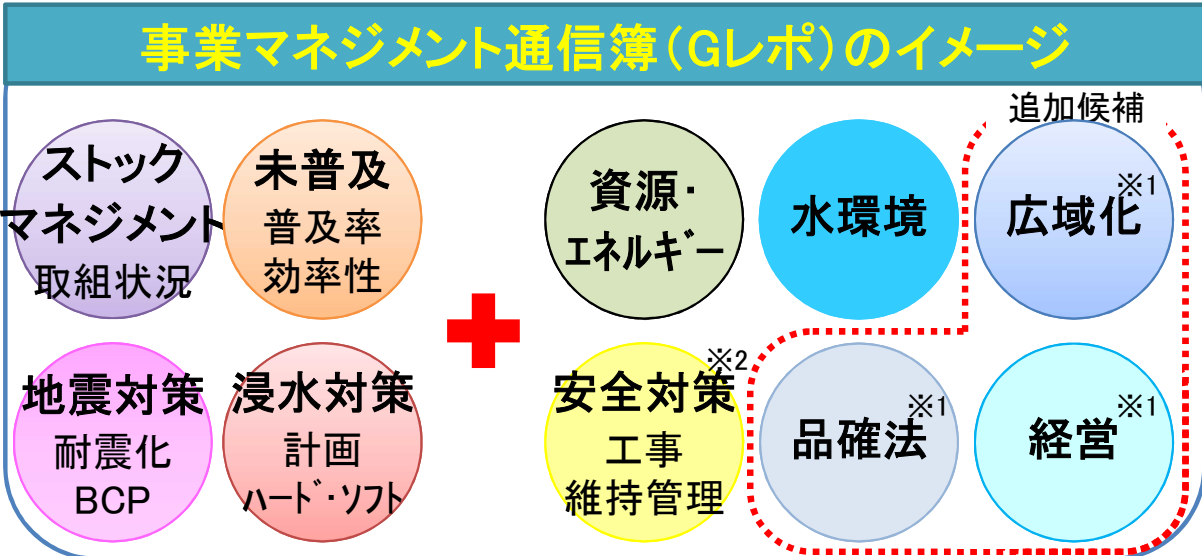 事業マネジメント通信簿(Gレポ)のイメージ
ストック
マネジメント
取組状況
未普及
普及率
効率性
地震対策
耐震化
BCP
浸水対策
計画
ハード・ソフト
資源・
エネルギー
水環境
追加候補
広域化※1
安全対策※2
工事
維持管理
品確法※1
経営※1